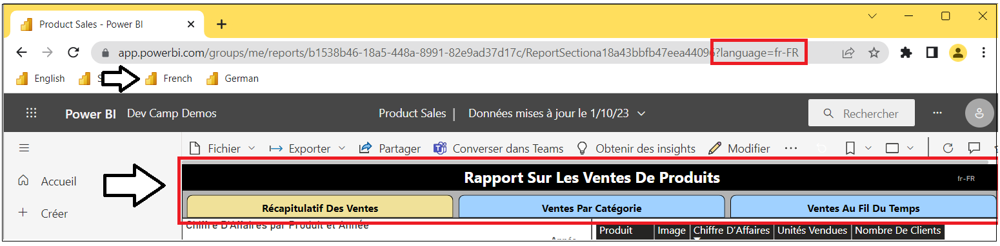 Product Sales - Power BI
app.powerbi.com/groups/me/reports/b1538b46-18a5-448a-8991-82e9ad37d17c/ReportSectiona18a43bbfb47eea44096?language=fr-FR
English French German
Power BI Dev Camp Demos Product Sales | Données mises à jour le 1/10/23 Rechercher
Fichier Exporter Partager Converser dans Teams Obtenir des insights Modifier
Accueil
Créer
Rapport Sur Les Ventes De Produits fr-FR
Récapitulatif Des Ventes Ventes Par Catégorie Ventes Au Fil Du Temps
Chiffre D'Affaires par Produit et Année
Année
Produit Image Chiffre D'Affaires Unités Vendues Nombre De Clients